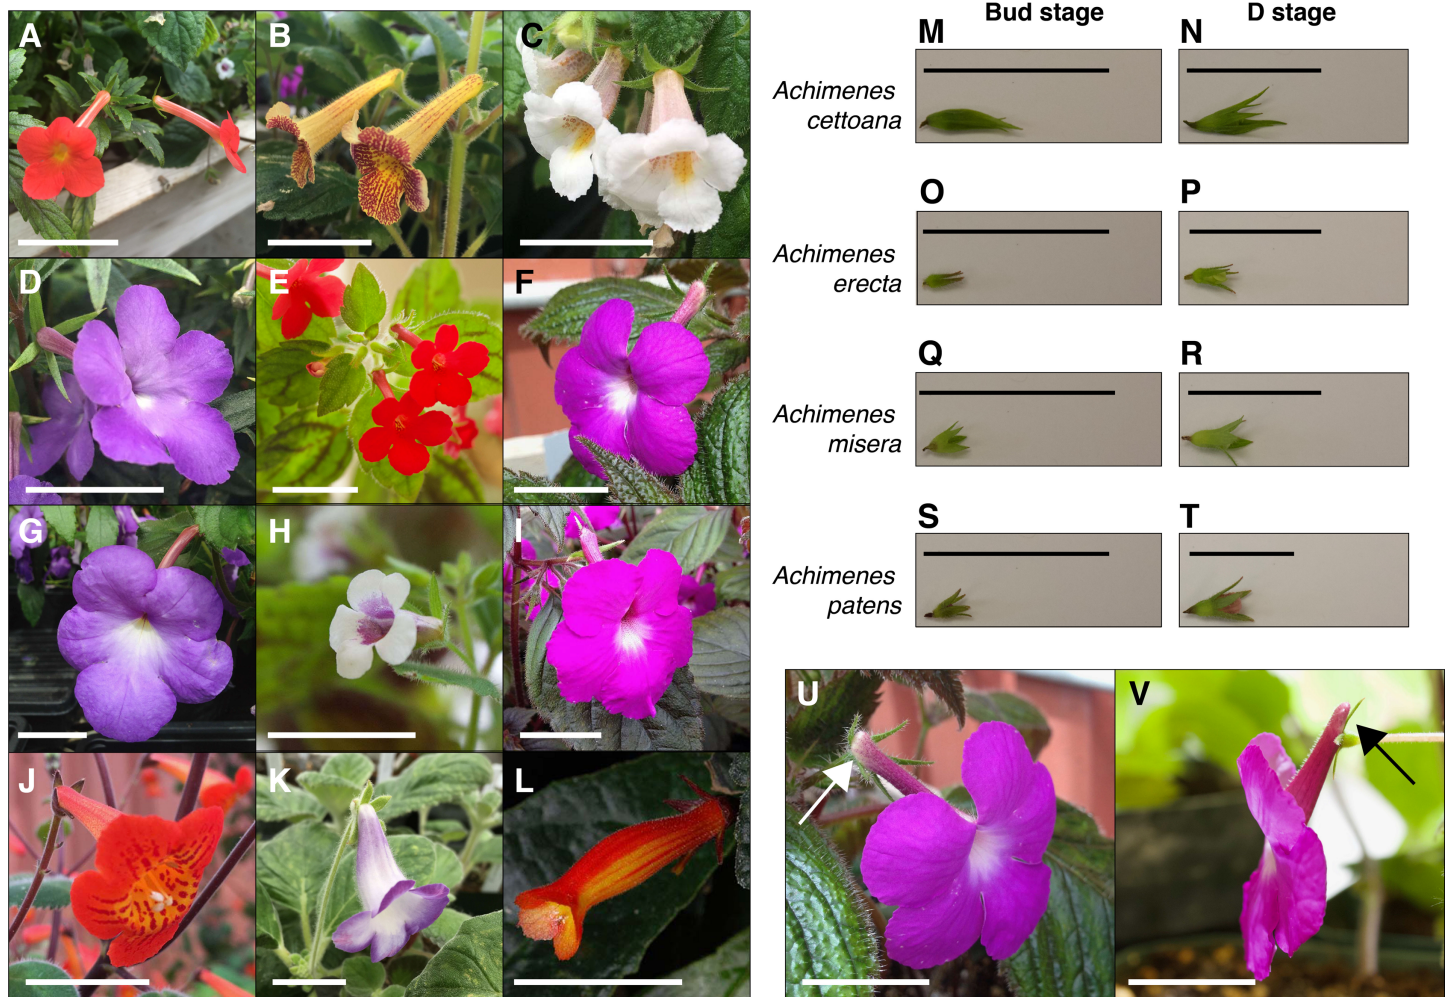 A
B
C
D
E
F
G
H
I
J
K
L
Bud stage
D stage
M
N
Achimenes
cettoana
O
P
Achimenes
erecta
Q
R
Achimenes
misera
S
T
Achimenes
patens
U
V